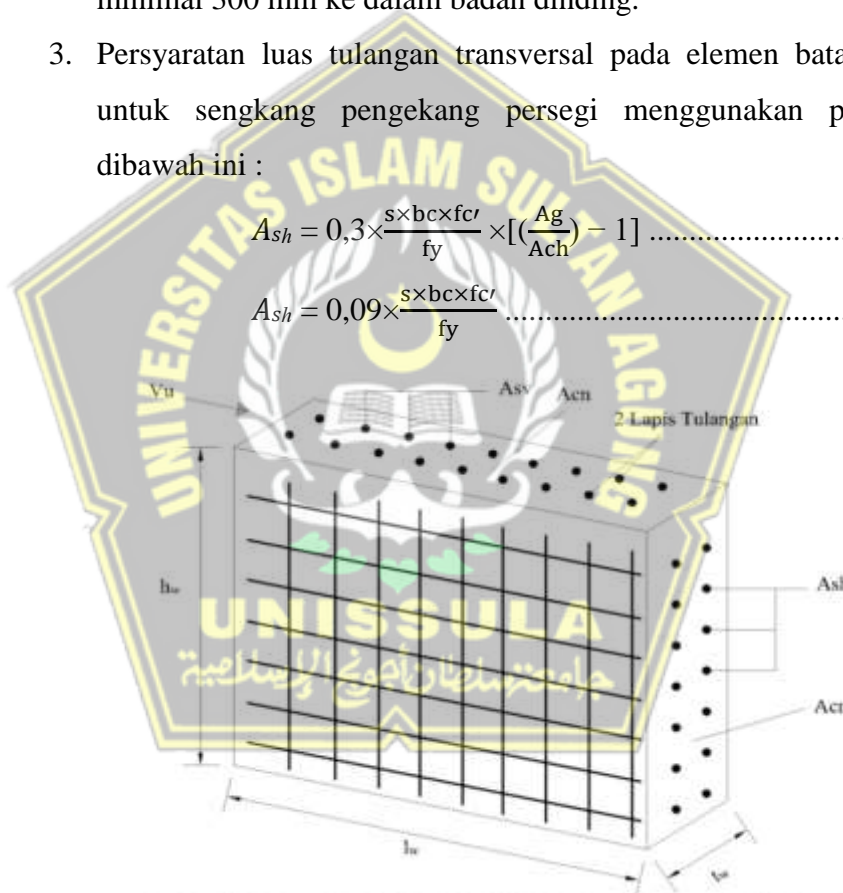 minimal 300 mm ke dalam badan dinding.
3. Persyaratan luas tulangan transversal pada elemen bata
untuk sengkang pengekang persegi menggunakan p
dibawah ini :
Ash = 0,3×(s×bc×fc′)/fy ×[(Ag/Ach) − 1] ........................
Ash = 0,09×(s×bc×fc′)/fy ..........................................
UNIVERSITAS ISLAM SULTAN AGUNG
Vu Asv Acn
2 Lapis Tulangan
hw
Ash
UNISSULA
جامعتسلطان أجونج الإسلامية
Acn
lw
tw